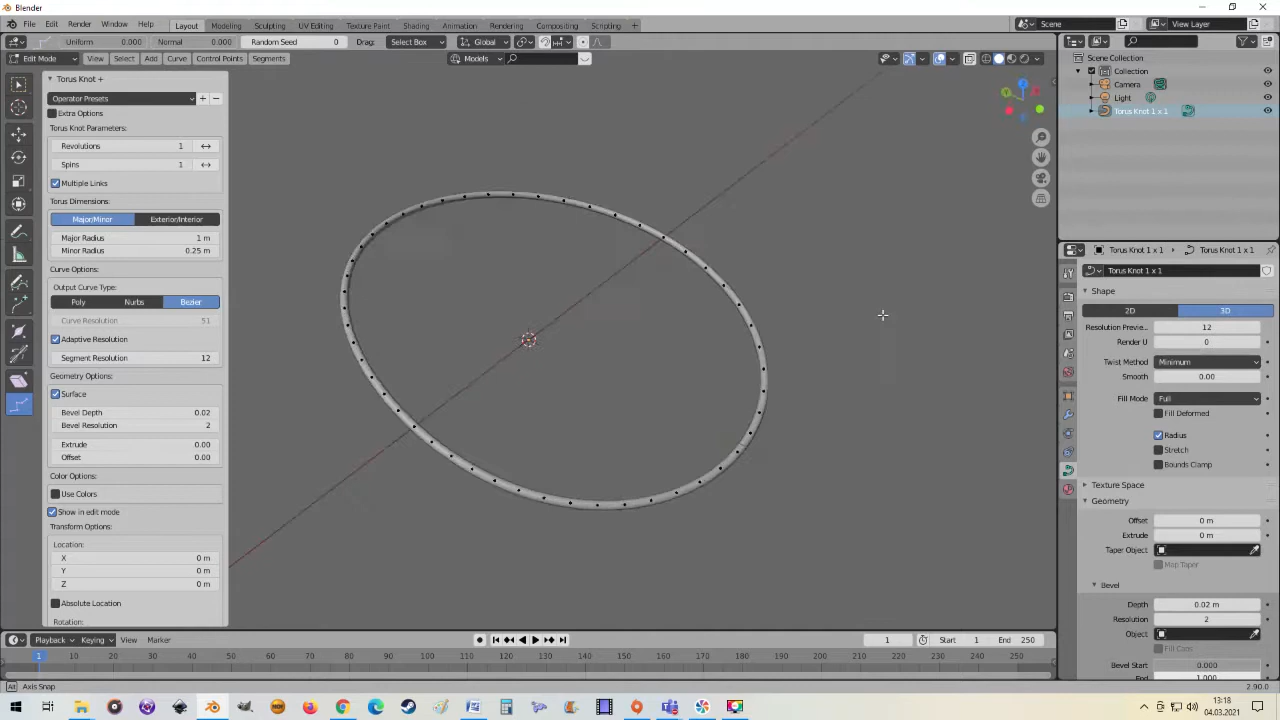 Blender
File Edit Render Window Help Layout Modeling Sculpting UV Editing Texture Paint Shading Animation Rendering Compositing Scripting + Scene View Layer
Uniform 0.000 Normal 0.000 Random Seed 0 Drag: Select Box Global
Edit Mode View Select Add Curve Control Points Segments Models
Torus Knot +
Operator Presets
Extra Options
Torus Knot Parameters:
Revolutions 1
Spins 1
Multiple Links
Torus Dimensions:
Major/Minor Exterior/Interior
Major Radius 1 m
Minor Radius 0.25 m
Curve Options:
Output Curve Type:
Poly Nurbs Bezier
Curve Resolution 51
Adaptive Resolution
Segment Resolution 12
Geometry Options:
Surface
Bevel Depth 0.02
Bevel Resolution 2
Extrude 0.00
Offset 0.00
Color Options:
Use Colors
Show in edit mode
Transform Options:
Location:
X 0 m
Y 0 m
Z 0 m
Absolute Location
Rotation:
Scene Collection
Collection
Camera
Light
Torus Knot 1 x 1
Torus Knot 1 x 1 Torus Knot 1 x 1
Torus Knot 1 x 1
Shape
2D 3D
Resolution Previe... 12
Render U 0
Twist Method Minimum
Smooth 0.00
Fill Mode Full
Fill Deformed
Radius
Stretch
Bounds Clamp
Texture Space
Geometry
Offset 0 m
Extrude 0 m
Taper Object
Map Taper
Bevel
Depth 0.02 m
Resolution 2
Object
Fill Caps
Bevel Start 0.000
End 1.000
Playback Keying View Marker 1 Start 1 End 250
1 10 20 30 40 50 60 70 80 90 100 110 120 130 140 150 160 170 180 190 200 210 220 230 240 250
Alt Axis Snap 2.90.0
13:18
04.03.2021